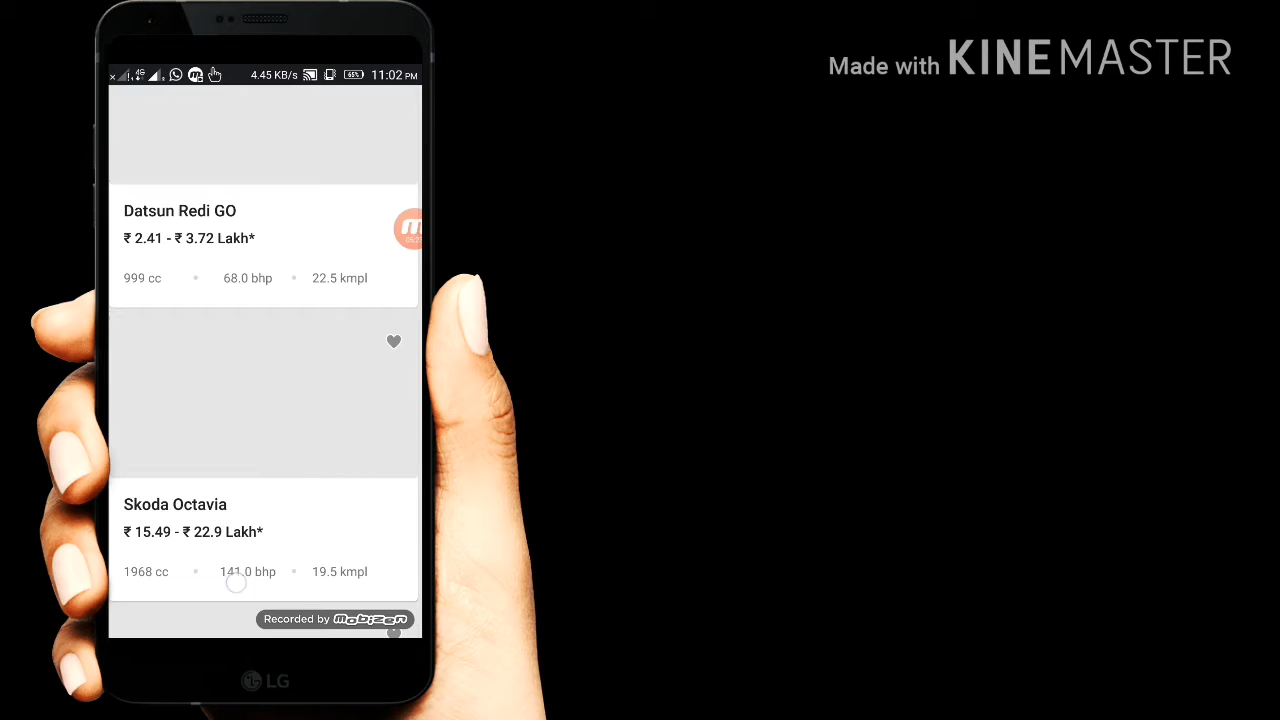 Made with KINEMASTER
4G 4.45 KB/s 65% 11:02 PM
Datsun Redi GO
₹ 2.41 - ₹ 3.72 Lakh*
999 cc • 68.0 bhp • 22.5 kmpl
Skoda Octavia
₹ 15.49 - ₹ 22.9 Lakh*
1968 cc • 141.0 bhp • 19.5 kmpl
Recorded by mobizen
LG